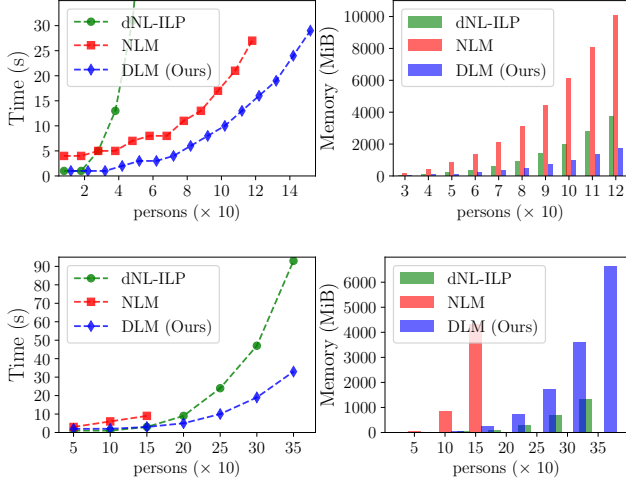 Time (s)
30
25
20
15
10
5
0
dNL-ILP
NLM
DLM (Ours)
2 4 6 8 10 12 14
persons (× 10)
Memory (MiB)
10000
8000
6000
4000
2000
0
dNL-ILP
NLM
DLM (Ours)
3 4 5 6 7 8 9 10 11 12
persons (× 10)
Time (s)
90
80
70
60
50
40
30
20
10
0
dNL-ILP
NLM
DLM (Ours)
5 10 15 20 25 30 35
persons (× 10)
Memory (MiB)
6000
5000
4000
3000
2000
1000
0
dNL-ILP
NLM
DLM (Ours)
5 10 15 20 25 30 35
persons (× 10)